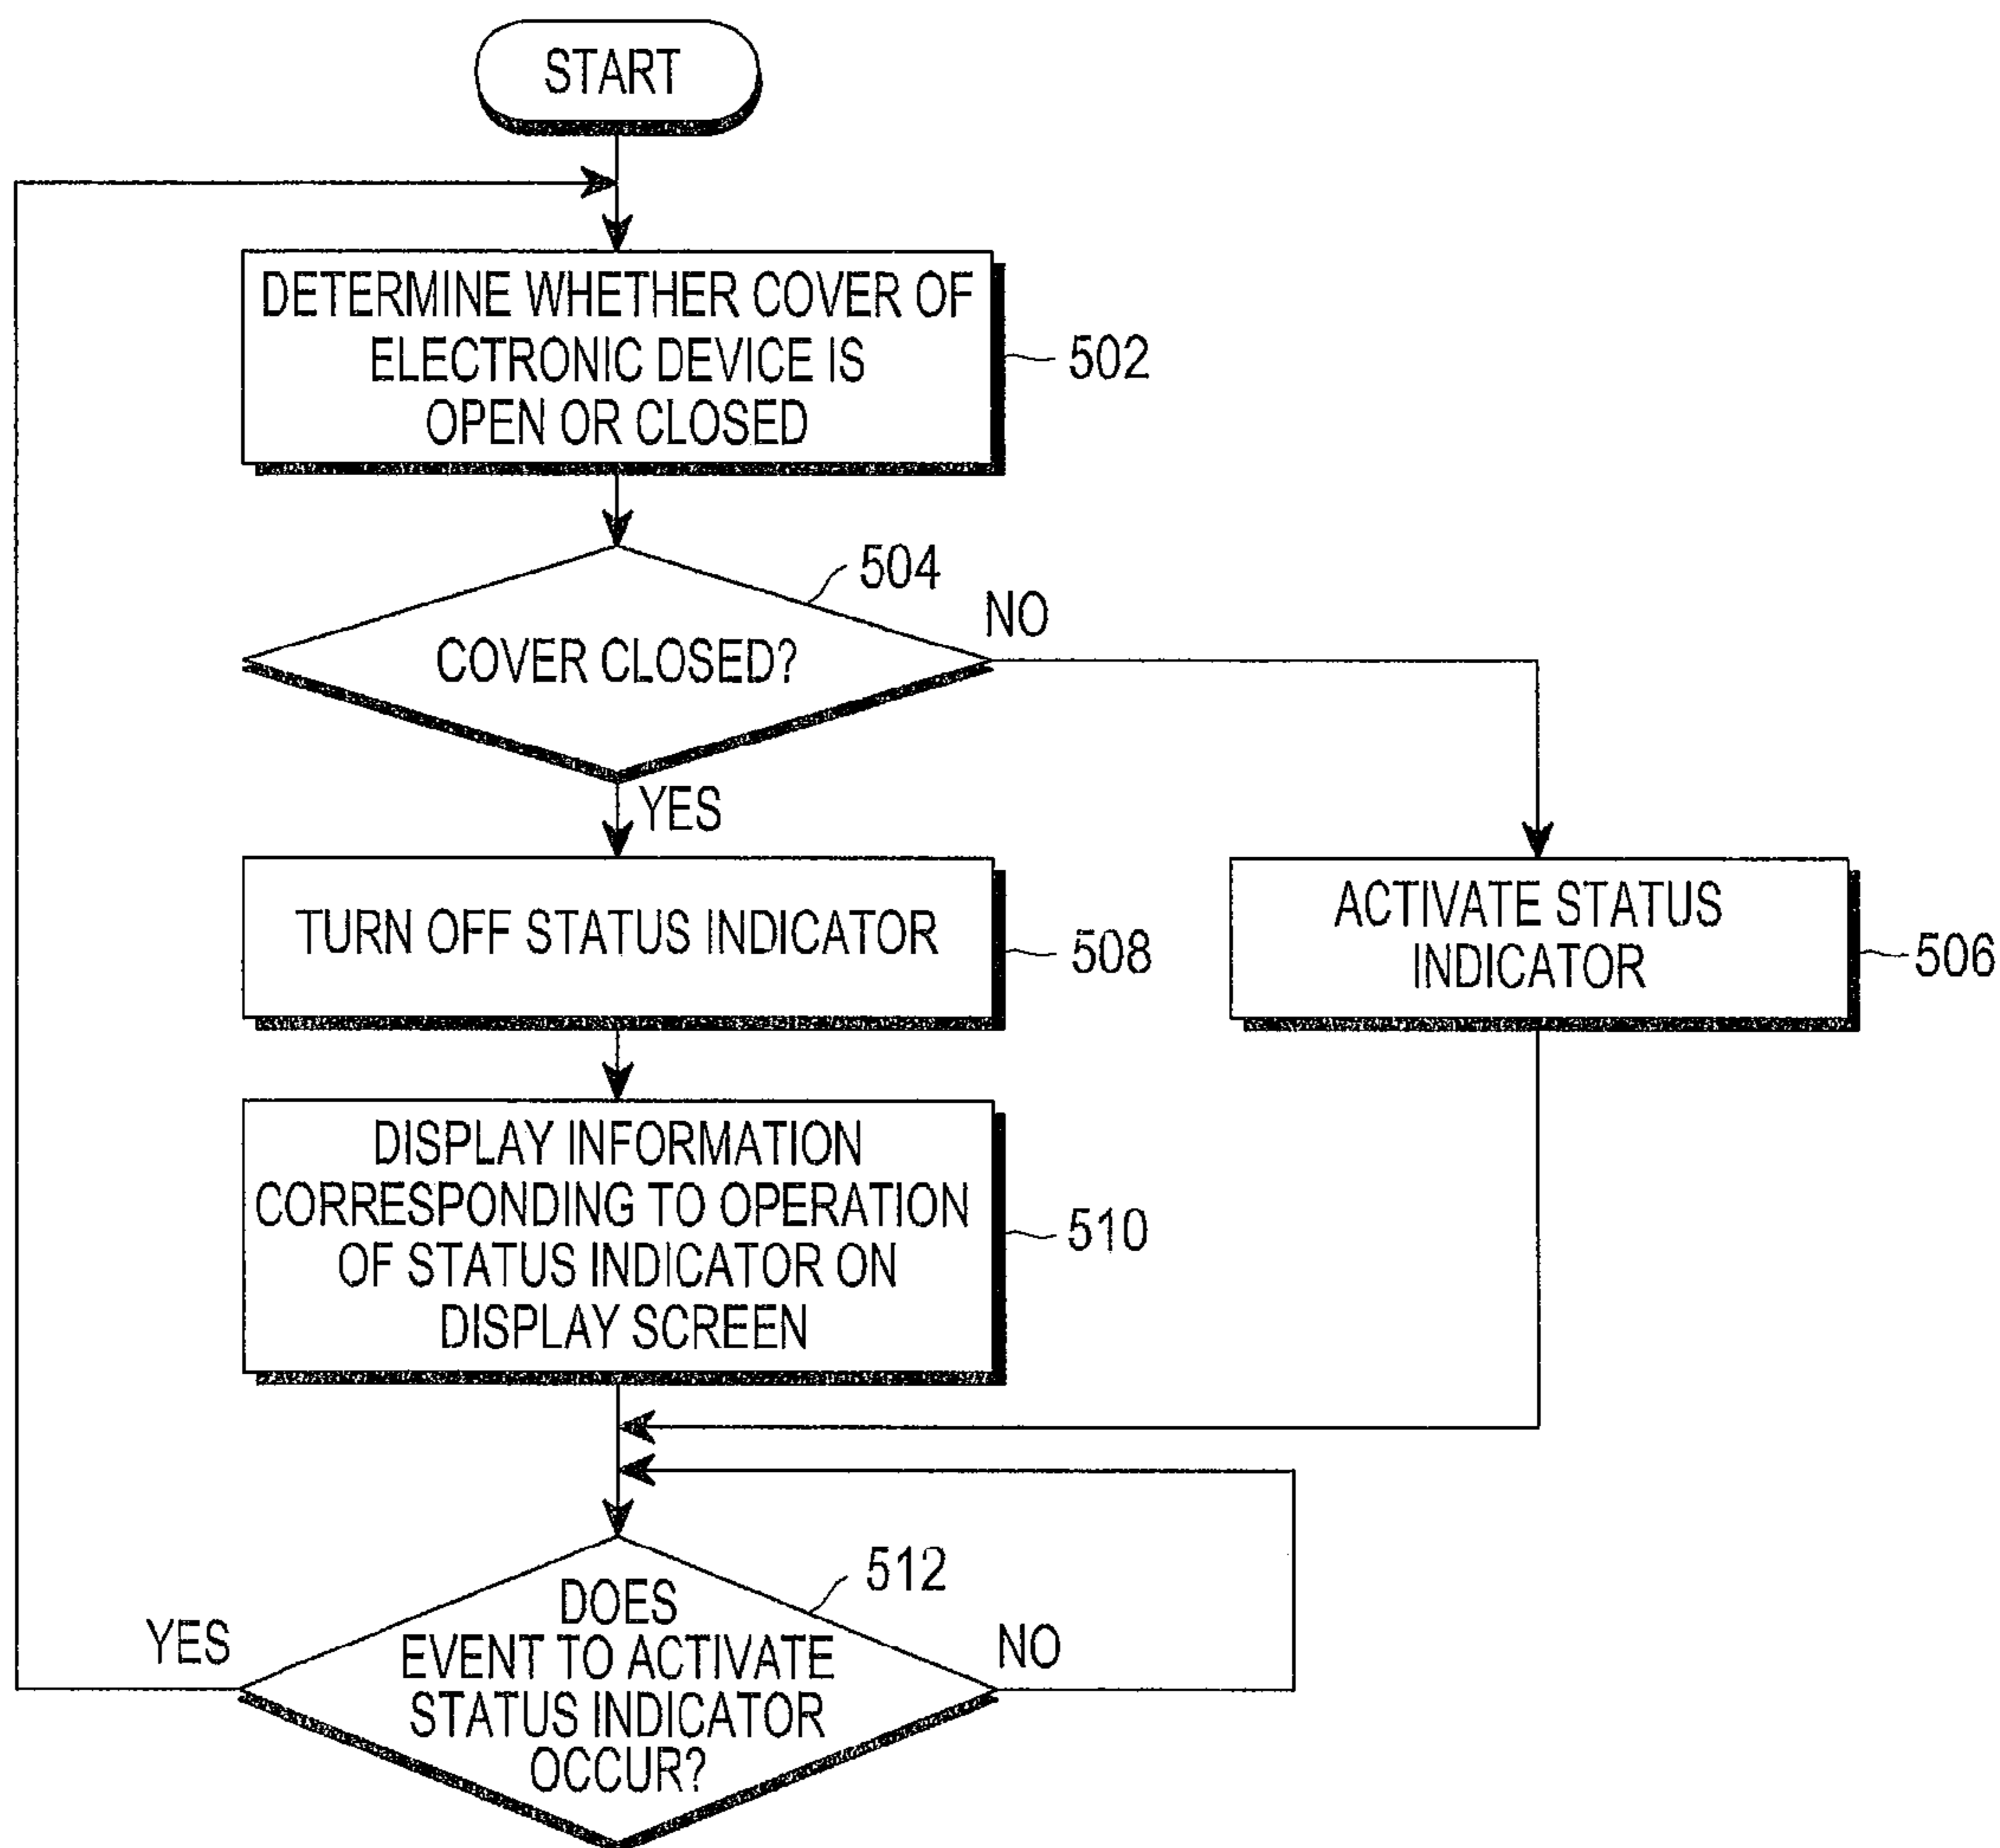 START
DETERMINE WHETHER COVER OF
ELECTRONIC DEVICE IS
OPEN OR CLOSED
502
504
COVER CLOSED?
NO
YES
TURN OFF STATUS INDICATOR
508
ACTIVATE STATUS
INDICATOR
506
DISPLAY INFORMATION
CORRESPONDING TO OPERATION
OF STATUS INDICATOR ON
DISPLAY SCREEN
510
512
DOES
EVENT TO ACTIVATE
STATUS INDICATOR
OCCUR?
YES
NO